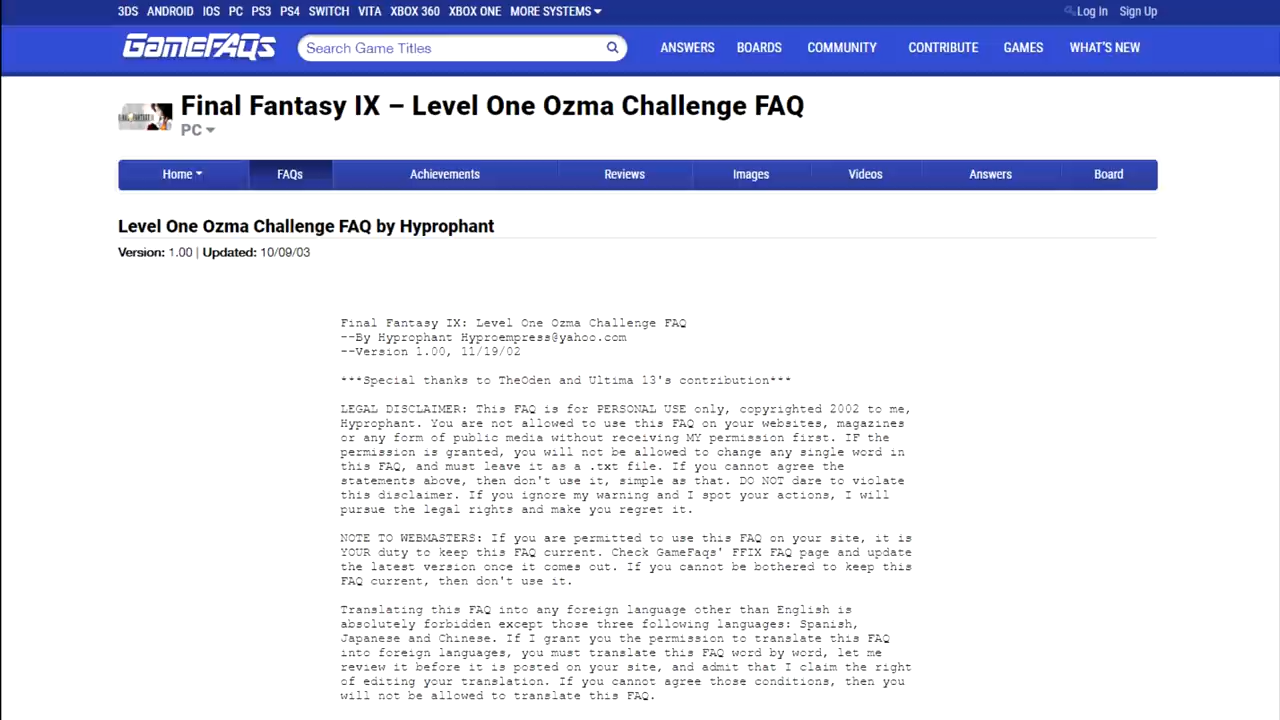 3DS ANDROID IOS PC PS3 PS4 SWITCH VITA XBOX 360 XBOX ONE MORE SYSTEMS Log In Sign Up
GameFAQs Search Game Titles ANSWERS BOARDS COMMUNITY CONTRIBUTE GAMES WHAT'S NEW
Final Fantasy IX – Level One Ozma Challenge FAQ
PC
Home FAQs Achievements Reviews Images Videos Answers Board
Level One Ozma Challenge FAQ by Hyprophant
Version: 1.00 | Updated: 10/09/03
Final Fantasy IX: Level One Ozma Challenge FAQ
--By Hyprophant Hyproempress@yahoo.com
--Version 1.00, 11/19/02
***Special thanks to TheOden and Ultima 13's contribution***
LEGAL DISCLAIMER: This FAQ is for PERSONAL USE only, copyrighted 2002 to me,
Hyprophant. You are not allowed to use this FAQ on your websites, magazines
or any form of public media without receiving MY permission first. IF the
permission is granted, you will not be allowed to change any single word in
this FAQ, and must leave it as a .txt file. If you cannot agree the
statements above, then don't use it, simple as that. DO NOT dare to violate
this disclaimer. If you ignore my warning and I spot your actions, I will
pursue the legal rights and make you regret it.
NOTE TO WEBMASTERS: If you are permitted to use this FAQ on your site, it is
YOUR duty to keep this FAQ current. Check GameFaqs' FFIX FAQ page and update
the latest version once it comes out. If you cannot be bothered to keep this
FAQ current, then don't use it.
Translating this FAQ into any foreign language other than English is
absolutely forbidden except those three following languages: Spanish,
Japanese and Chinese. If I grant you the permission to translate this FAQ
into foreign languages, you must translate this FAQ word by word, let me
review it before it is posted on your site, and admit that I claim the right
of editing your translation. If you cannot agree those conditions, then you
will not be allowed to translate this FAQ.